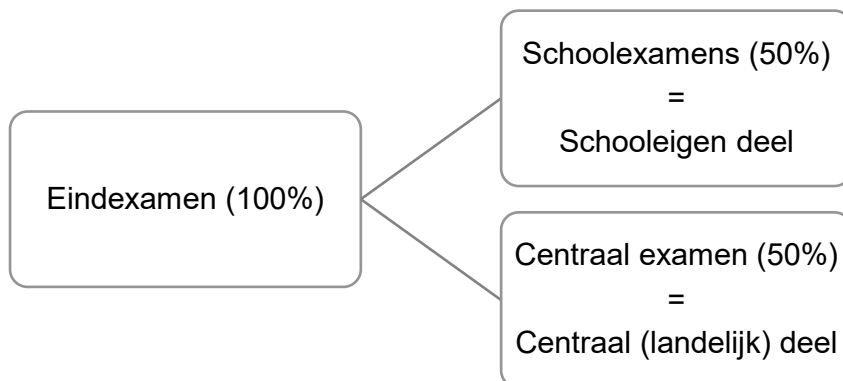 Eindexamen (100%)
Schoolexamens (50%)
=
Schooleigen deel
Centraal examen (50%)
=
Centraal (landelijk) deel